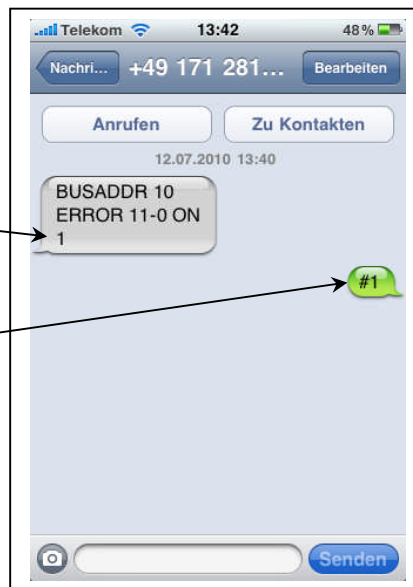 Telekom 13:42 48%
Nachri... +49 171 281... Bearbeiten
Anrufen Zu Kontakten
12.07.2010 13:40
BUSADDR 10
ERROR 11-0 ON
1
#1
Senden